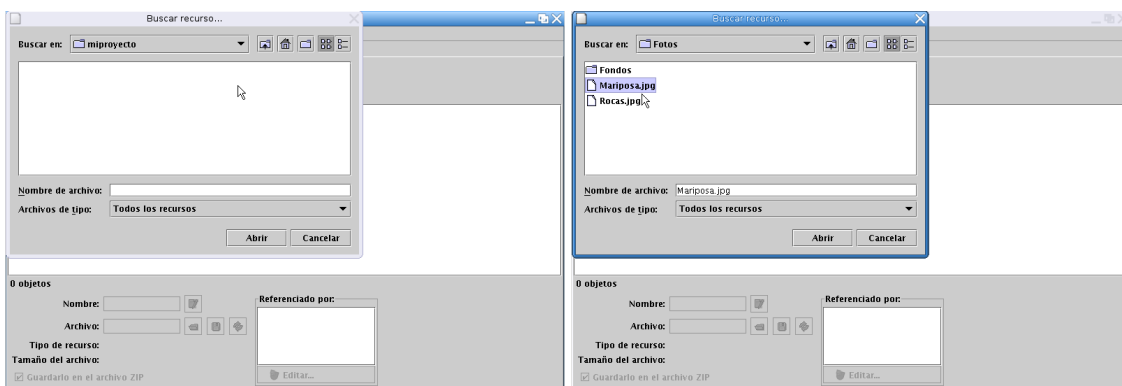 Buscar recurso...
Buscar en: miproyecto
Nombre de archivo:
Archivos de tipo: Todos los recursos
Abrir Cancelar
0 objetos
Nombre:
Archivo:
Tipo de recurso:
Tamaño del archivo:
Guardarlo en el archivo ZIP
Referenciado por:
Editar...
Buscar recurso...
Buscar en: Fotos
Fondos
Mariposa.jpg
Rocas.jpg
Nombre de archivo: Mariposa.jpg
Archivos de tipo: Todos los recursos
Abrir Cancelar
0 objetos
Nombre:
Archivo:
Tipo de recurso:
Tamaño del archivo:
Guardarlo en el archivo ZIP
Referenciado por:
Editar...